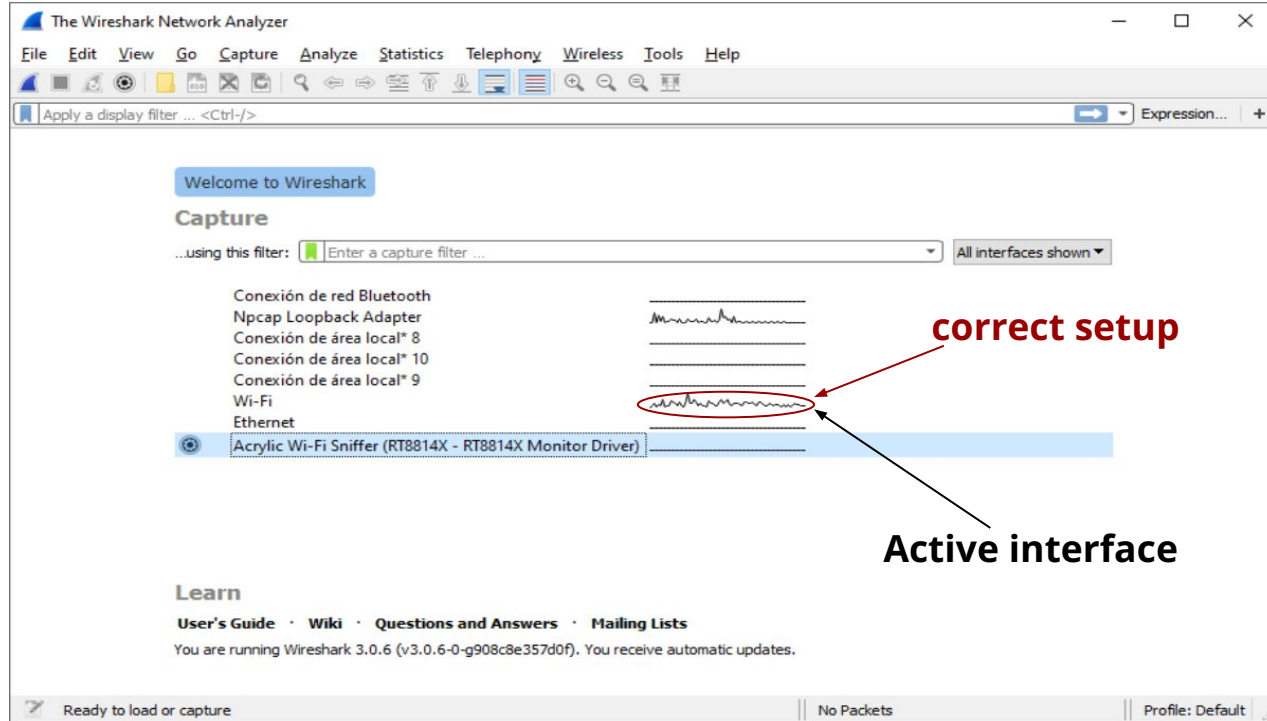 The Wireshark Network Analyzer
File Edit View Go Capture Analyze Statistics Telephony Wireless Tools Help
Apply a display filter ... <Ctrl-/>
Expression...
+
Welcome to Wireshark
Capture
...using this filter:
Enter a capture filter ...
All interfaces shown
Conexión de red Bluetooth
Npcap Loopback Adapter
Conexión de área local* 8
Conexión de área local* 10
Conexión de área local* 9
Wi-Fi
Ethernet
Acrylic Wi-Fi Sniffer (RT8814X - RT8814X Monitor Driver)
correct setup
Active interface
Learn
User's Guide · Wiki · Questions and Answers · Mailing Lists
You are running Wireshark 3.0.6 (v3.0.6-0-g908c8e357d0f). You receive automatic updates.
Ready to load or capture
No Packets
Profile: Default